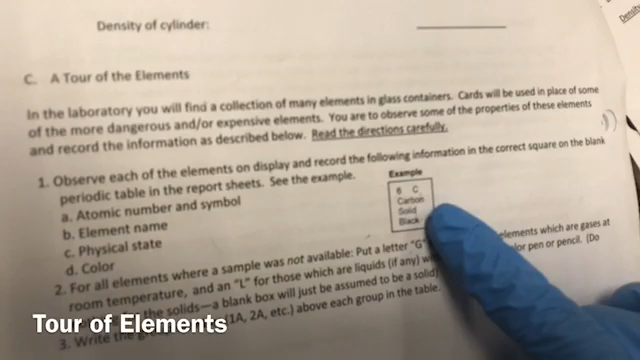 Density of cylinder:
Density
C. A Tour of the Elements
In the laboratory you will find a collection of many elements in glass containers. Cards will be used in place of some
of the more dangerous and/or expensive elements. You are to observe some of the properties of these elements
and record the information as described below. Read the directions carefully.
1. Observe each of the elements on display and record the following information in the correct square on the blank
periodic table in the report sheets. See the example.
a. Atomic number and symbol
b. Element name
c. Physical state
d. Color
Example
6 C
Carbon
Solid
Black
2. For all elements where a sample was not available: Put a letter "G" elements which are gases at
room temperature, and an "L" for those which are liquids (if any) pen or pencil. (Do
the solids—a blank box will just be assumed to be a solid)
3. Write the (1A, 2A, etc.) above each group in the table.
Tour of Elements